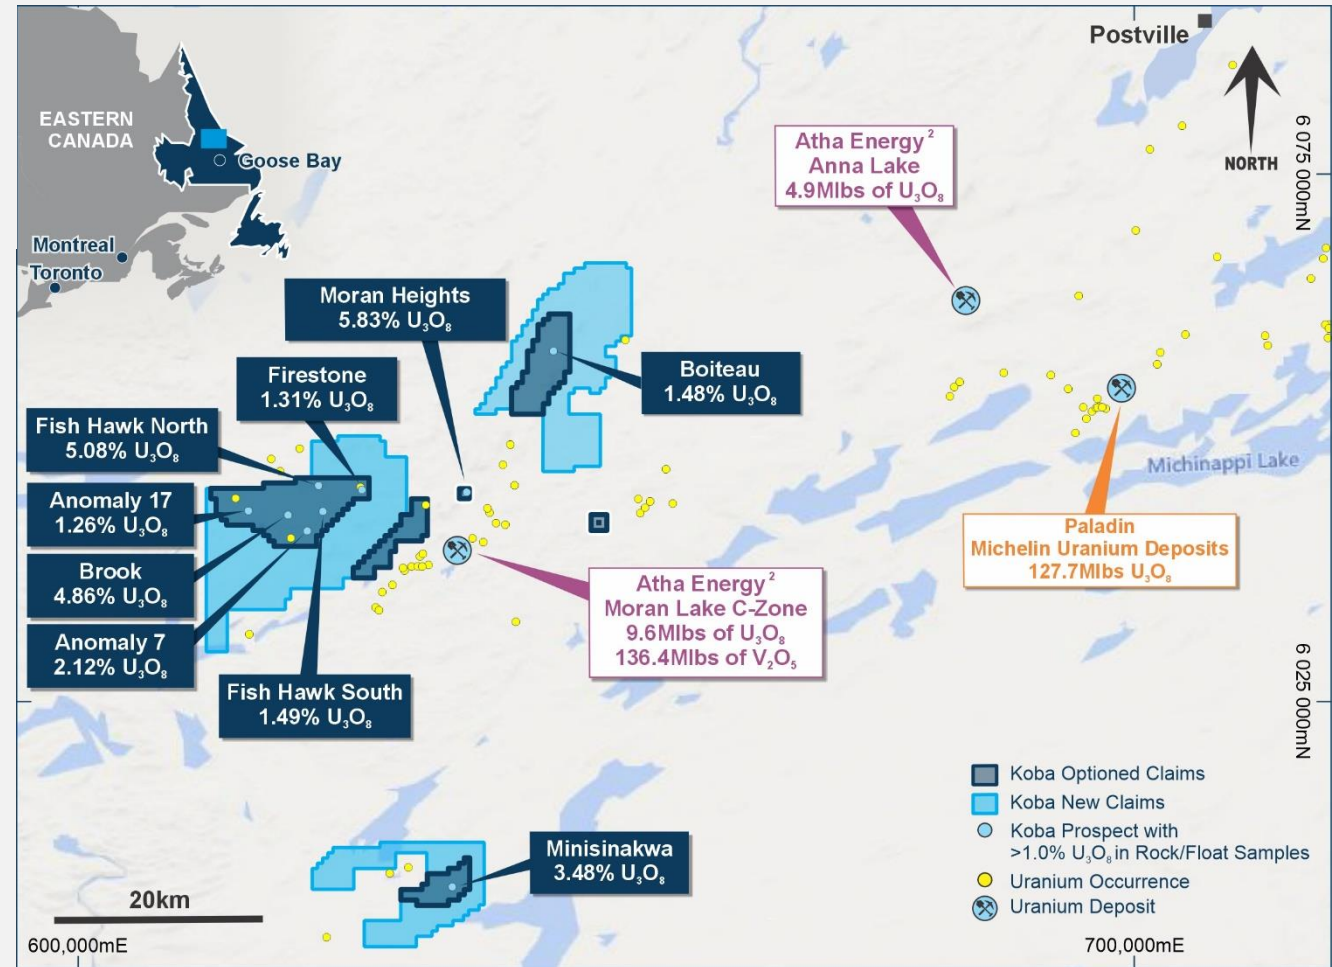 Postville
EASTERN
CANADA
Goose Bay
Montreal
Toronto
NORTH
6 075 000mN
Atha Energy²
Anna Lake
4.9Mlbs of U₃O₈
Moran Heights
5.83% U₃O₈
Firestone
1.31% U₃O₈
Boiteau
1.48% U₃O₈
Fish Hawk North
5.08% U₃O₈
Michinappi Lake
Anomaly 17
1.26% U₃O₈
Paladin
Michelin Uranium Deposits
127.7Mlbs U₃O₈
Brook
4.86% U₃O₈
Atha Energy²
Moran Lake C-Zone
9.6Mlbs of U₃O₈
136.4Mlbs of V₂O₅
Anomaly 7
2.12% U₃O₈
Fish Hawk South
1.49% U₃O₈
6 025 000mN
Koba Optioned Claims
Koba New Claims
Koba Prospect with
>1.0% U₃O₈ in Rock/Float Samples
Uranium Occurrence
Uranium Deposit
Minisinakwa
3.48% U₃O₈
20km
600,000mE
700,000mE